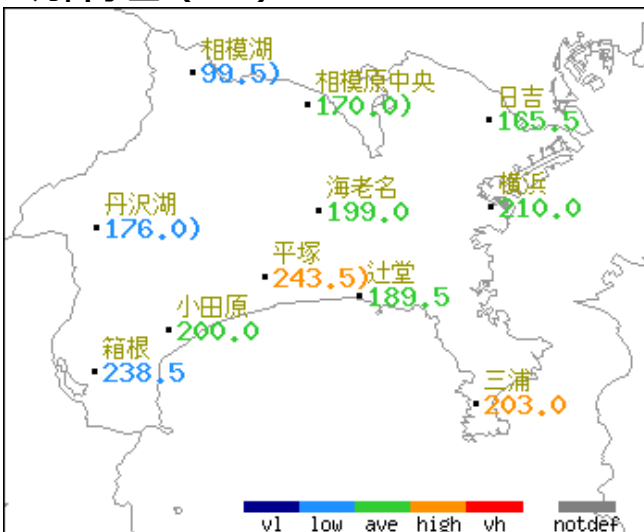 相模湖
99.5)
相模原中央
170.0)
日吉
165.5
丹沢湖
176.0)
海老名
199.0
横浜
210.0
平塚
243.5)
辻堂
189.5
小田原
200.0
箱根
238.5
三浦
203.0
vl low ave high vh notdef